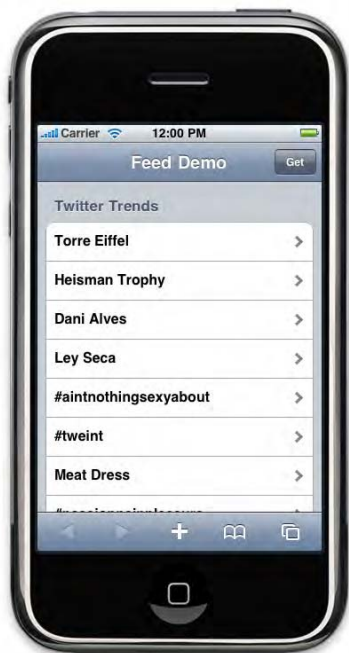 Carrier 12:00 PM
Feed Demo Get
Twitter Trends
Torre Eiffel
Heisman Trophy
Dani Alves
Ley Seca
#aintnothingsexyabout
#tweint
Meat Dress